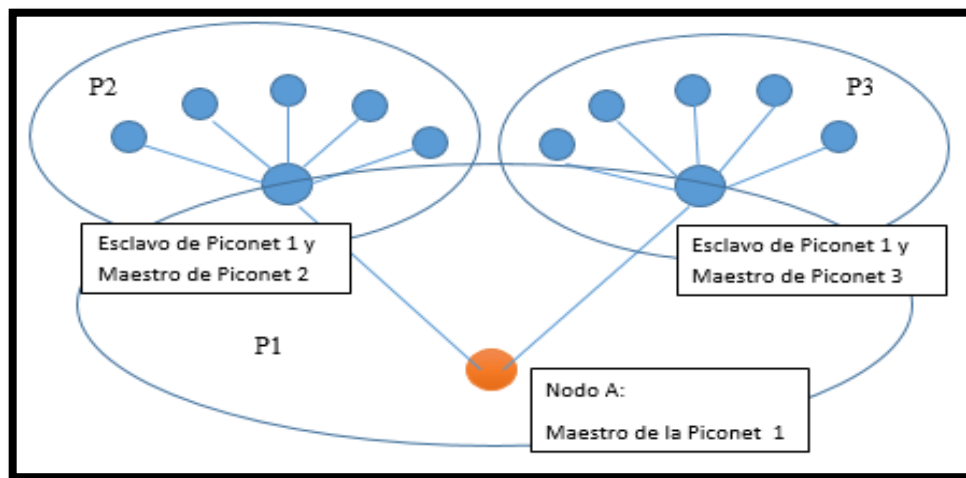 P2
P3
Esclavo de Piconet 1 y
Maestro de Piconet 2
Esclavo de Piconet 1 y
Maestro de Piconet 3
P1
Nodo A:
Maestro de la Piconet 1